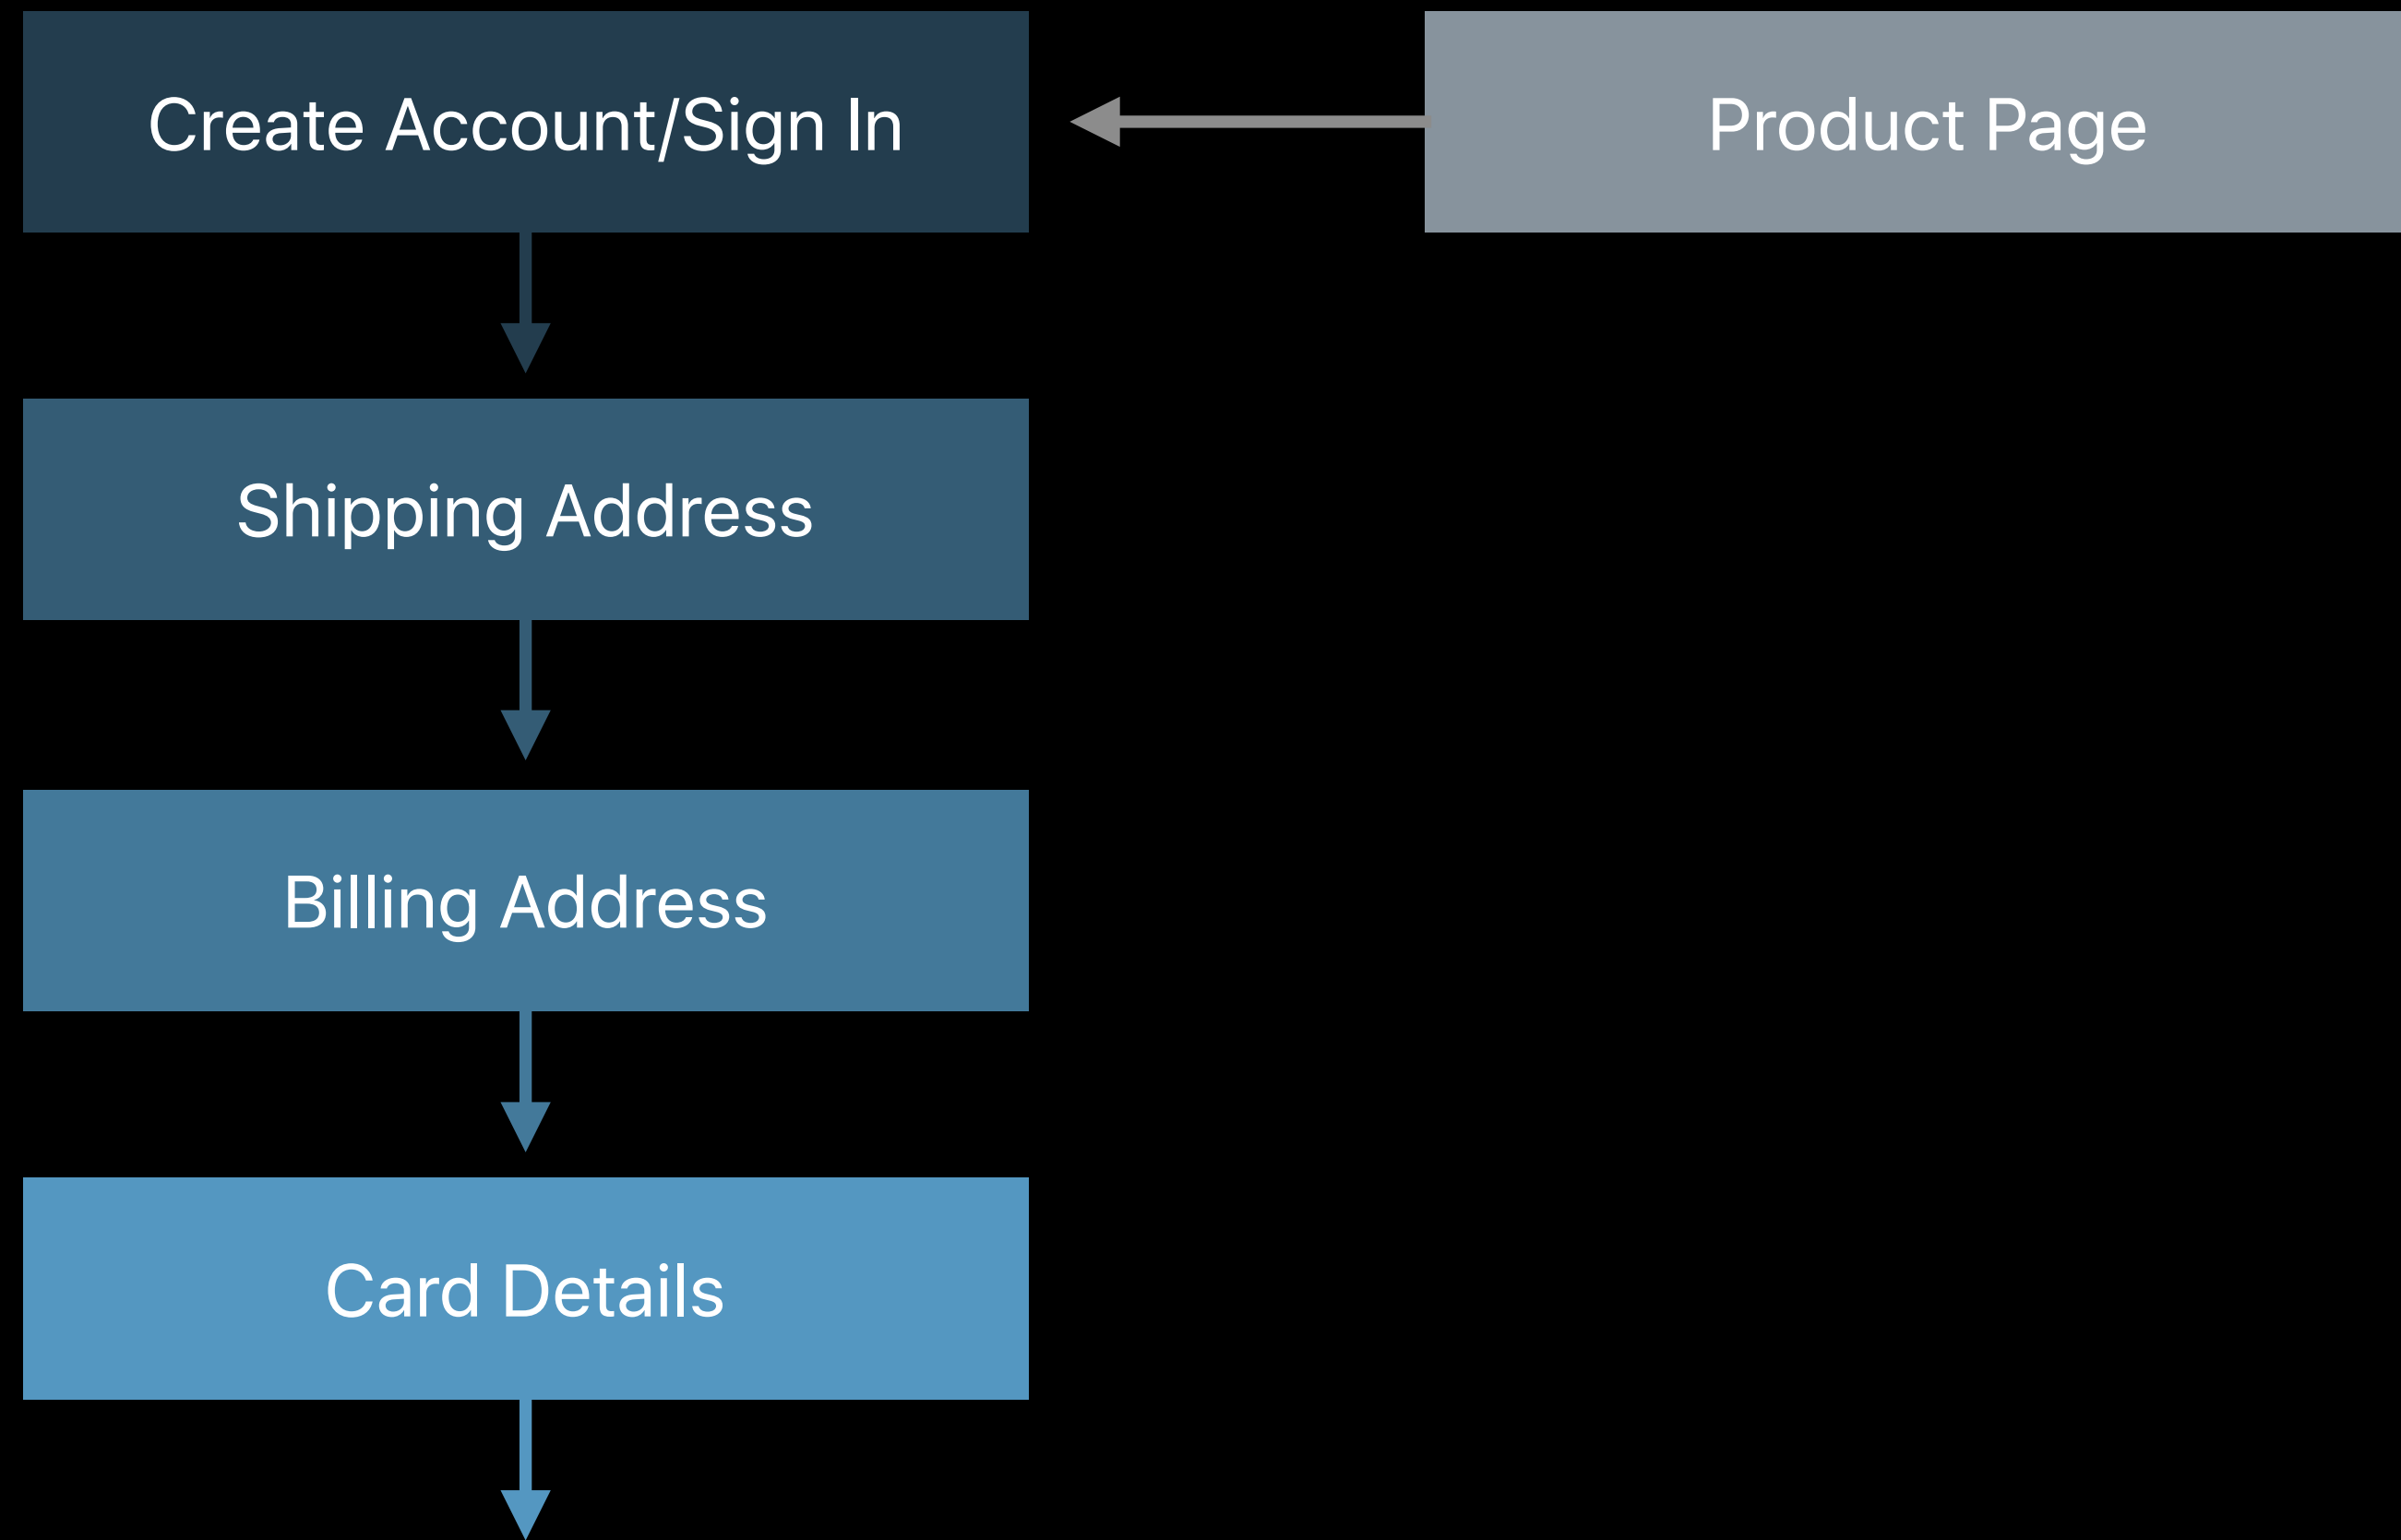 Create Account/Sign In
Product Page
Shipping Address
Billing Address
Card Details